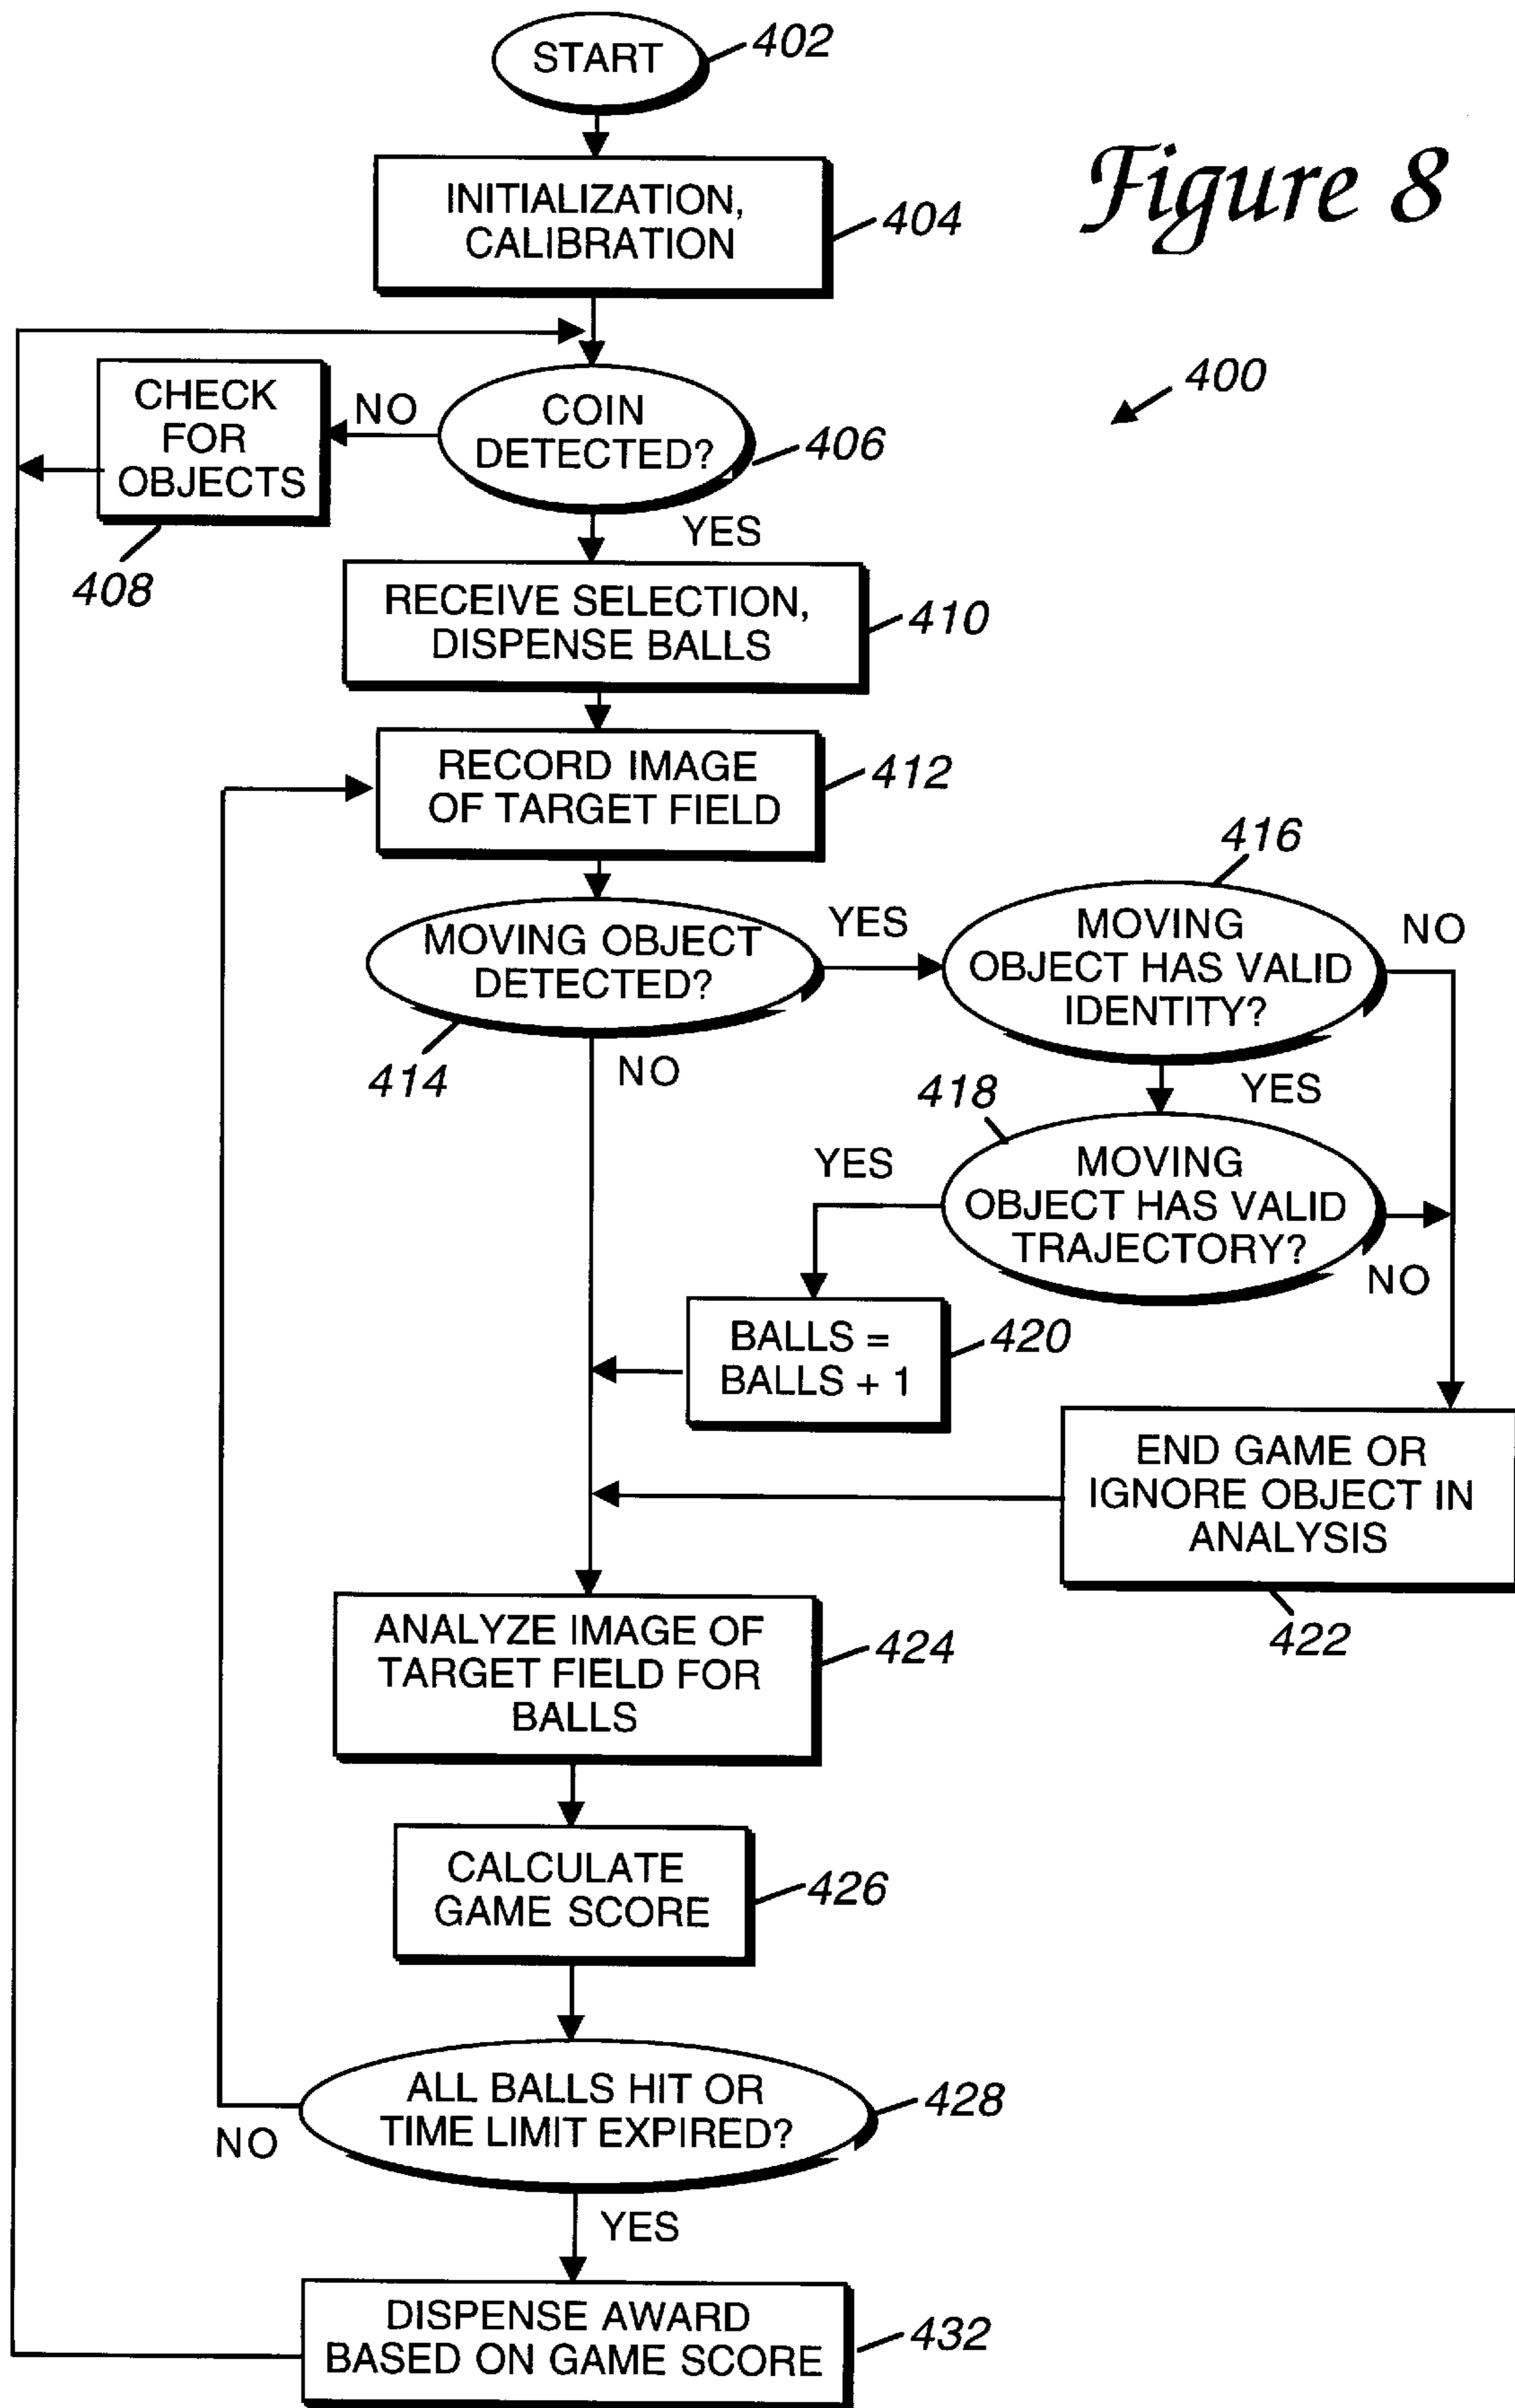 START
402
Figure 8
INITIALIZATION,
CALIBRATION
404
400
CHECK
FOR
OBJECTS
408
NO
COIN
DETECTED?
406
YES
RECEIVE SELECTION,
DISPENSE BALLS
410
RECORD IMAGE
OF TARGET FIELD
412
MOVING OBJECT
DETECTED?
414
YES
NO
416
MOVING
OBJECT HAS VALID
IDENTITY?
NO
YES
418
MOVING
OBJECT HAS VALID
TRAJECTORY?
YES
NO
BALLS =
BALLS + 1
420
END GAME OR
IGNORE OBJECT IN
ANALYSIS
422
ANALYZE IMAGE OF
TARGET FIELD FOR
BALLS
424
CALCULATE
GAME SCORE
426
ALL BALLS HIT OR
TIME LIMIT EXPIRED?
428
NO
YES
DISPENSE AWARD
BASED ON GAME SCORE
432